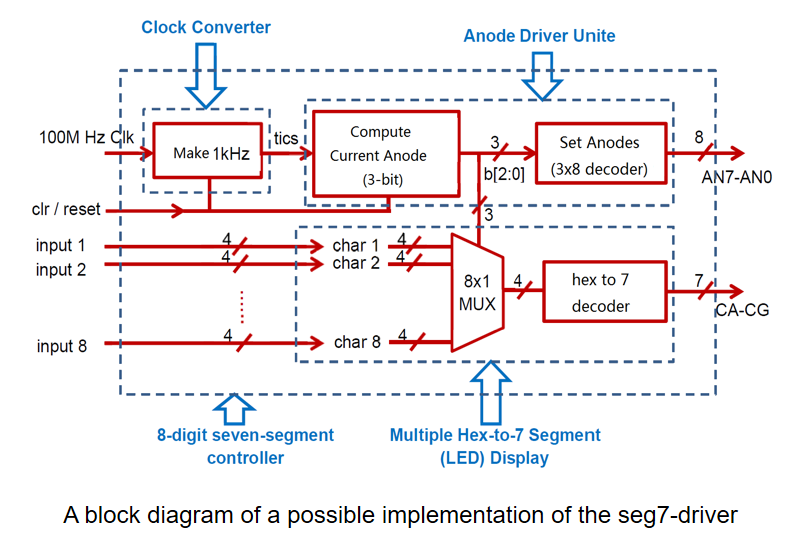 Clock Converter
Anode Driver Unite
100M Hz Clk
Make 1kHz
tics
Compute
Current Anode
(3-bit)
3
b[2:0]
Set Anodes
(3x8 decoder)
8
AN7-AN0
clr / reset
3
input 1
4
char 1
4
input 2
4
char 2
4
8x1
MUX
4
hex to 7
decoder
7
CA-CG
input 8
4
char 8
4
8-digit seven-segment
controller
Multiple Hex-to-7 Segment
(LED) Display
A block diagram of a possible implementation of the seg7-driver